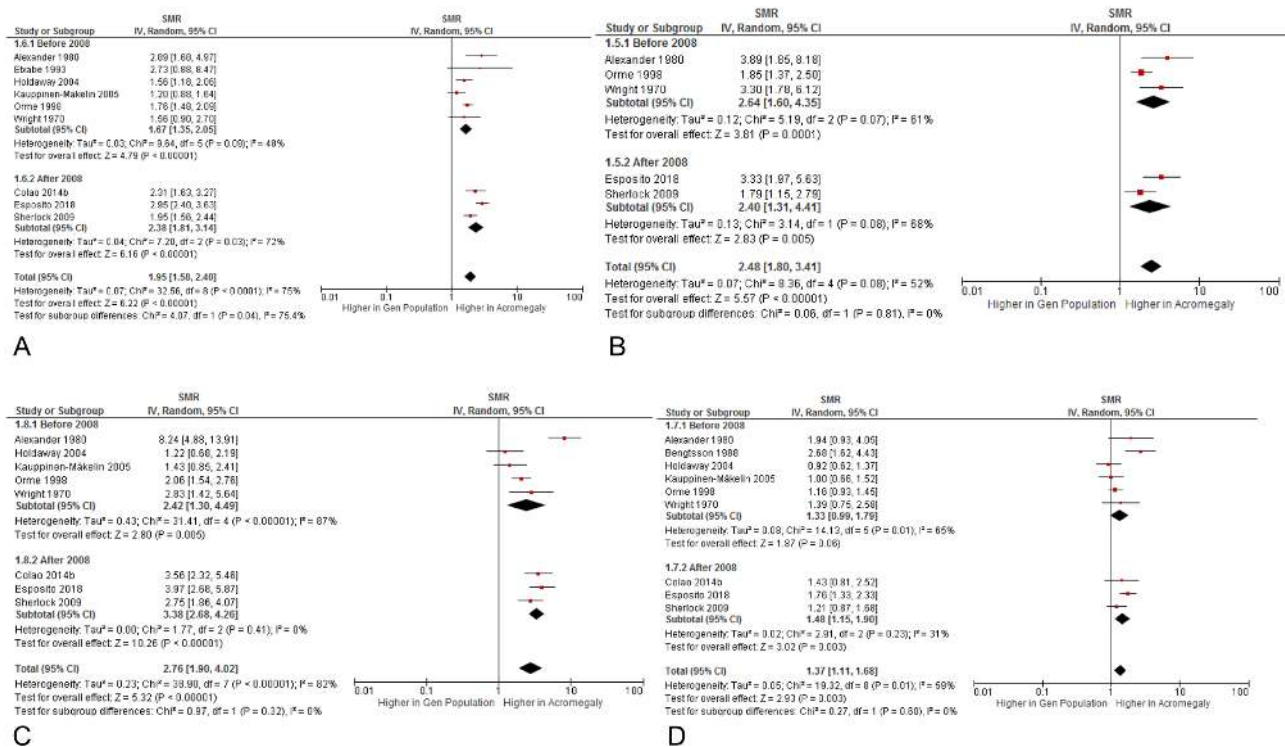 SMR
Study or Subgroup IV, Random, 95% CI
1.6.1 Before 2008
Alexander 1980 2.89 [1.68, 4.97]
Etxabe 1993 2.73 [0.88, 8.47]
Holdaway 2004 1.56 [1.18, 2.06]
Kauppinen-Mäkelin 2005 1.20 [0.88, 1.64]
Orme 1998 1.76 [1.48, 2.09]
Wright 1970 1.56 [0.90, 2.70]
Subtotal (95% CI) 1.67 [1.35, 2.05]
Heterogeneity: Tau² = 0.03; Chi² = 9.64, df = 5 (P = 0.09); I² = 48%
Test for overall effect: Z = 4.79 (P < 0.00001)
1.6.2 After 2008
Colao 2014b 2.31 [1.63, 3.27]
Esposito 2018 2.95 [2.40, 3.63]
Sherlock 2009 1.95 [1.56, 2.44]
Subtotal (95% CI) 2.38 [1.81, 3.14]
Heterogeneity: Tau² = 0.04; Chi² = 7.20, df = 2 (P = 0.03); I² = 72%
Test for overall effect: Z = 6.16 (P < 0.00001)
Total (95% CI) 1.95 [1.58, 2.40]
Heterogeneity: Tau² = 0.07; Chi² = 32.56, df = 8 (P < 0.0001); I² = 75%
Test for overall effect: Z = 6.22 (P < 0.00001)
Test for subgroup differences: Chi² = 4.07, df = 1 (P = 0.04), I² = 75.4%
SMR
IV, Random, 95% CI
0.01 0.1 1 10 100
Higher in Gen Population Higher in Acromegaly
A
SMR
Study or Subgroup IV, Random, 95% CI
1.5.1 Before 2008
Alexander 1980 3.89 [1.85, 8.18]
Orme 1998 1.85 [1.37, 2.50]
Wright 1970 3.30 [1.78, 6.12]
Subtotal (95% CI) 2.64 [1.60, 4.35]
Heterogeneity: Tau² = 0.12; Chi² = 5.19, df = 2 (P = 0.07); I² = 61%
Test for overall effect: Z = 3.81 (P = 0.0001)
1.5.2 After 2008
Esposito 2018 3.33 [1.97, 5.63]
Sherlock 2009 1.79 [1.15, 2.79]
Subtotal (95% CI) 2.40 [1.31, 4.41]
Heterogeneity: Tau² = 0.13; Chi² = 3.14, df = 1 (P = 0.08); I² = 68%
Test for overall effect: Z = 2.83 (P = 0.005)
Total (95% CI) 2.48 [1.80, 3.41]
Heterogeneity: Tau² = 0.07; Chi² = 8.36, df = 4 (P = 0.08); I² = 52%
Test for overall effect: Z = 5.57 (P < 0.00001)
Test for subgroup differences: Chi² = 0.06, df = 1 (P = 0.81), I² = 0%
SMR
IV, Random, 95% CI
0.01 0.1 1 10 100
Higher in Gen Population Higher in Acromegaly
B
SMR
Study or Subgroup IV, Random, 95% CI
1.8.1 Before 2008
Alexander 1980 8.24 [4.88, 13.91]
Holdaway 2004 1.22 [0.68, 2.19]
Kauppinen-Mäkelin 2005 1.43 [0.85, 2.41]
Orme 1998 2.06 [1.54, 2.76]
Wright 1970 2.83 [1.42, 5.64]
Subtotal (95% CI) 2.42 [1.30, 4.49]
Heterogeneity: Tau² = 0.43; Chi² = 31.41, df = 4 (P < 0.00001); I² = 87%
Test for overall effect: Z = 2.80 (P = 0.005)
1.8.2 After 2008
Colao 2014b 3.56 [2.32, 5.46]
Esposito 2018 3.97 [2.68, 5.87]
Sherlock 2009 2.75 [1.86, 4.07]
Subtotal (95% CI) 3.38 [2.68, 4.26]
Heterogeneity: Tau² = 0.00; Chi² = 1.77, df = 2 (P = 0.41); I² = 0%
Test for overall effect: Z = 10.26 (P < 0.00001)
Total (95% CI) 2.76 [1.90, 4.02]
Heterogeneity: Tau² = 0.23; Chi² = 38.90, df = 7 (P < 0.00001); I² = 82%
Test for overall effect: Z = 5.32 (P < 0.00001)
Test for subgroup differences: Chi² = 0.97, df = 1 (P = 0.32), I² = 0%
SMR
IV, Random, 95% CI
0.01 0.1 1 10 100
Higher in Gen Population Higher in Acromegaly
C
SMR
Study or Subgroup IV, Random, 95% CI
1.7.1 Before 2008
Alexander 1980 1.94 [0.93, 4.05]
Bengtsson 1988 2.68 [1.62, 4.43]
Holdaway 2004 0.92 [0.62, 1.37]
Kauppinen-Mäkelin 2005 1.00 [0.66, 1.52]
Orme 1998 1.16 [0.93, 1.45]
Wright 1970 1.39 [0.75, 2.58]
Subtotal (95% CI) 1.33 [0.99, 1.79]
Heterogeneity: Tau² = 0.08; Chi² = 14.13, df = 5 (P = 0.01); I² = 65%
Test for overall effect: Z = 1.87 (P = 0.06)
1.7.2 After 2008
Colao 2014b 1.43 [0.81, 2.52]
Esposito 2018 1.76 [1.33, 2.33]
Sherlock 2009 1.21 [0.87, 1.68]
Subtotal (95% CI) 1.48 [1.15, 1.90]
Heterogeneity: Tau² = 0.02; Chi² = 2.91, df = 2 (P = 0.23); I² = 31%
Test for overall effect: Z = 3.02 (P = 0.003)
Total (95% CI) 1.37 [1.11, 1.68]
Heterogeneity: Tau² = 0.05; Chi² = 19.32, df = 8 (P = 0.01); I² = 59%
Test for overall effect: Z = 2.93 (P = 0.003)
Test for subgroup differences: Chi² = 0.27, df = 1 (P = 0.60), I² = 0%
SMR
IV, Random, 95% CI
0.01 0.1 1 10 100
Higher in Gen Population Higher in Acromegaly
D